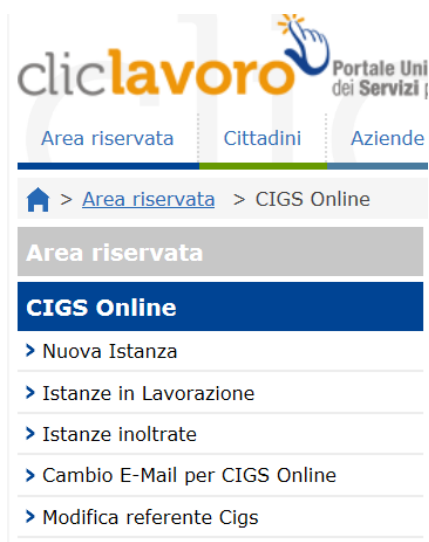 cliclavoro
Portale Uni
dei Servizi p
Area riservata Cittadini Aziende
> Area riservata > CIGS Online
Area riservata
CIGS Online
> Nuova Istanza
> Istanze in Lavorazione
> Istanze inoltrate
> Cambio E-Mail per CIGS Online
> Modifica referente Cigs